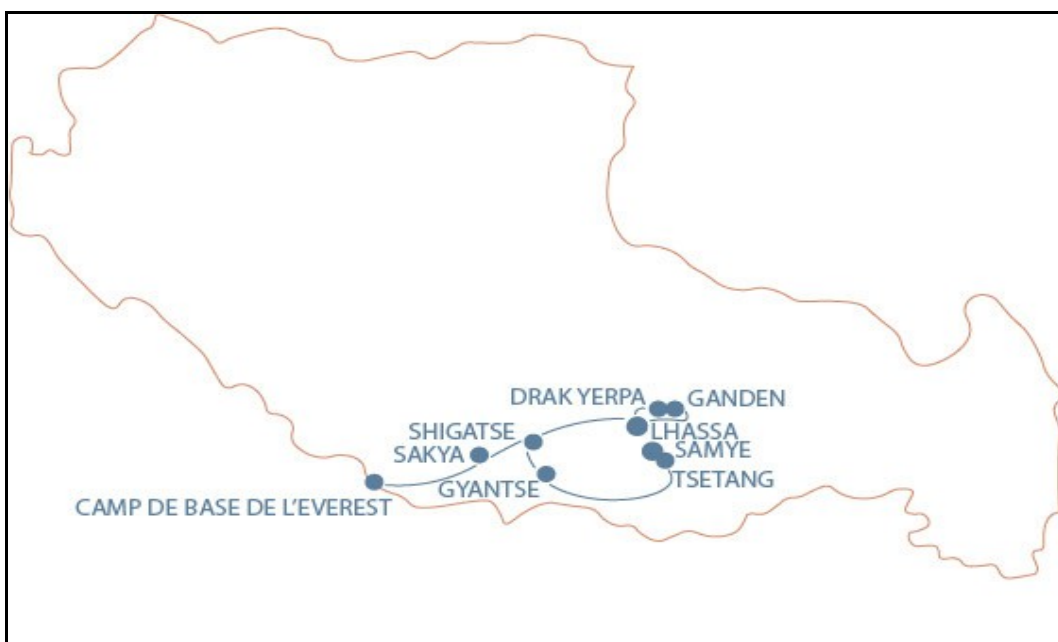 DRAK YERPA
GANDEN
LHASSA
SHIGATSE
SAMYE
SAKYA
TSETANG
GYANTSE
CAMP DE BASE DE L'EVEREST